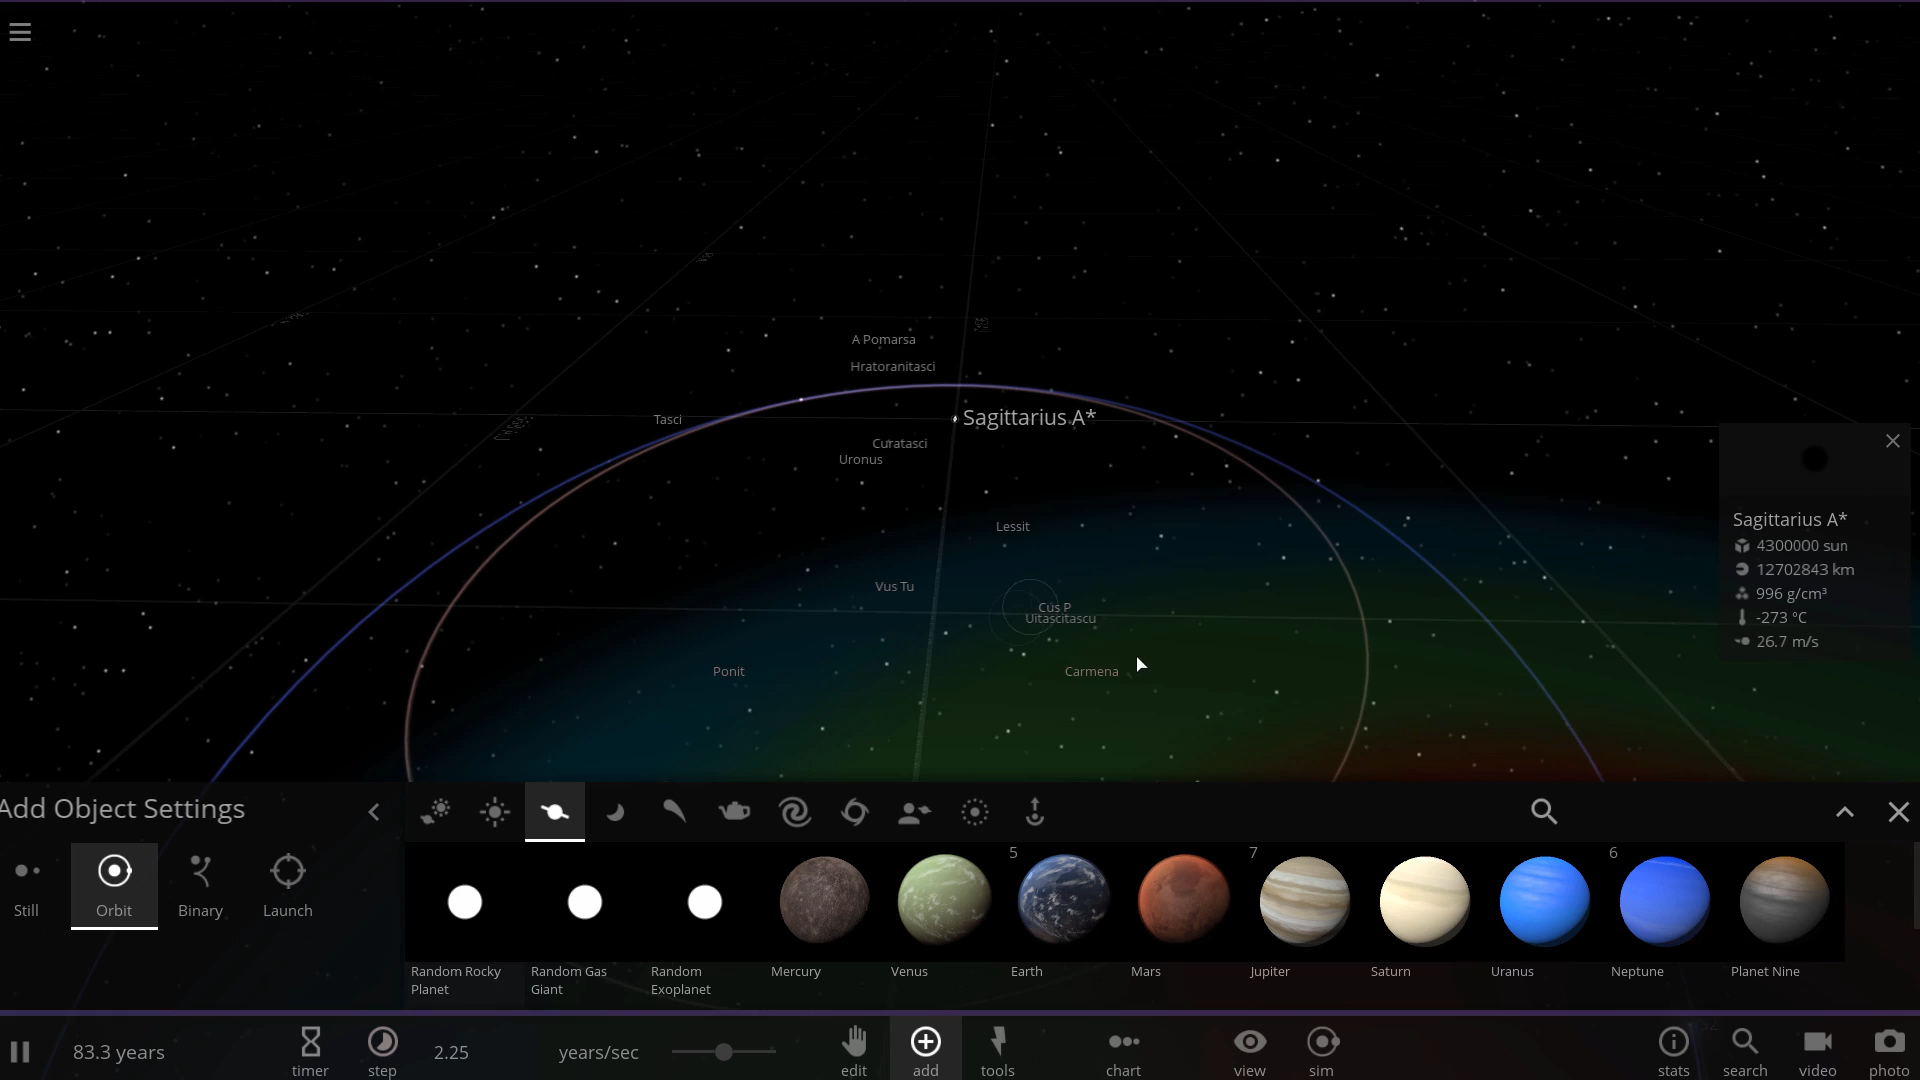 A Pomarsa
Hratoranitasci
Tasci
Sagittarius A*
Curatasci
Uronus
Lessit
Vus Tu
Cus P
Uitascitascu
Ponit
Carmena
Sagittarius A*
4300000 sun
12702843 km
996 g/cm³
-273 °C
26.7 m/s
Add Object Settings
Still
Orbit
Binary
Launch
5
7
6
Random Rocky
Planet
Random Gas
Giant
Random
Exoplanet
Mercury
Venus
Earth
Mars
Jupiter
Saturn
Uranus
Neptune
Planet Nine
83.3 years
timer
step
2.25
years/sec
edit
add
tools
chart
view
sim
stats
search
video
photo